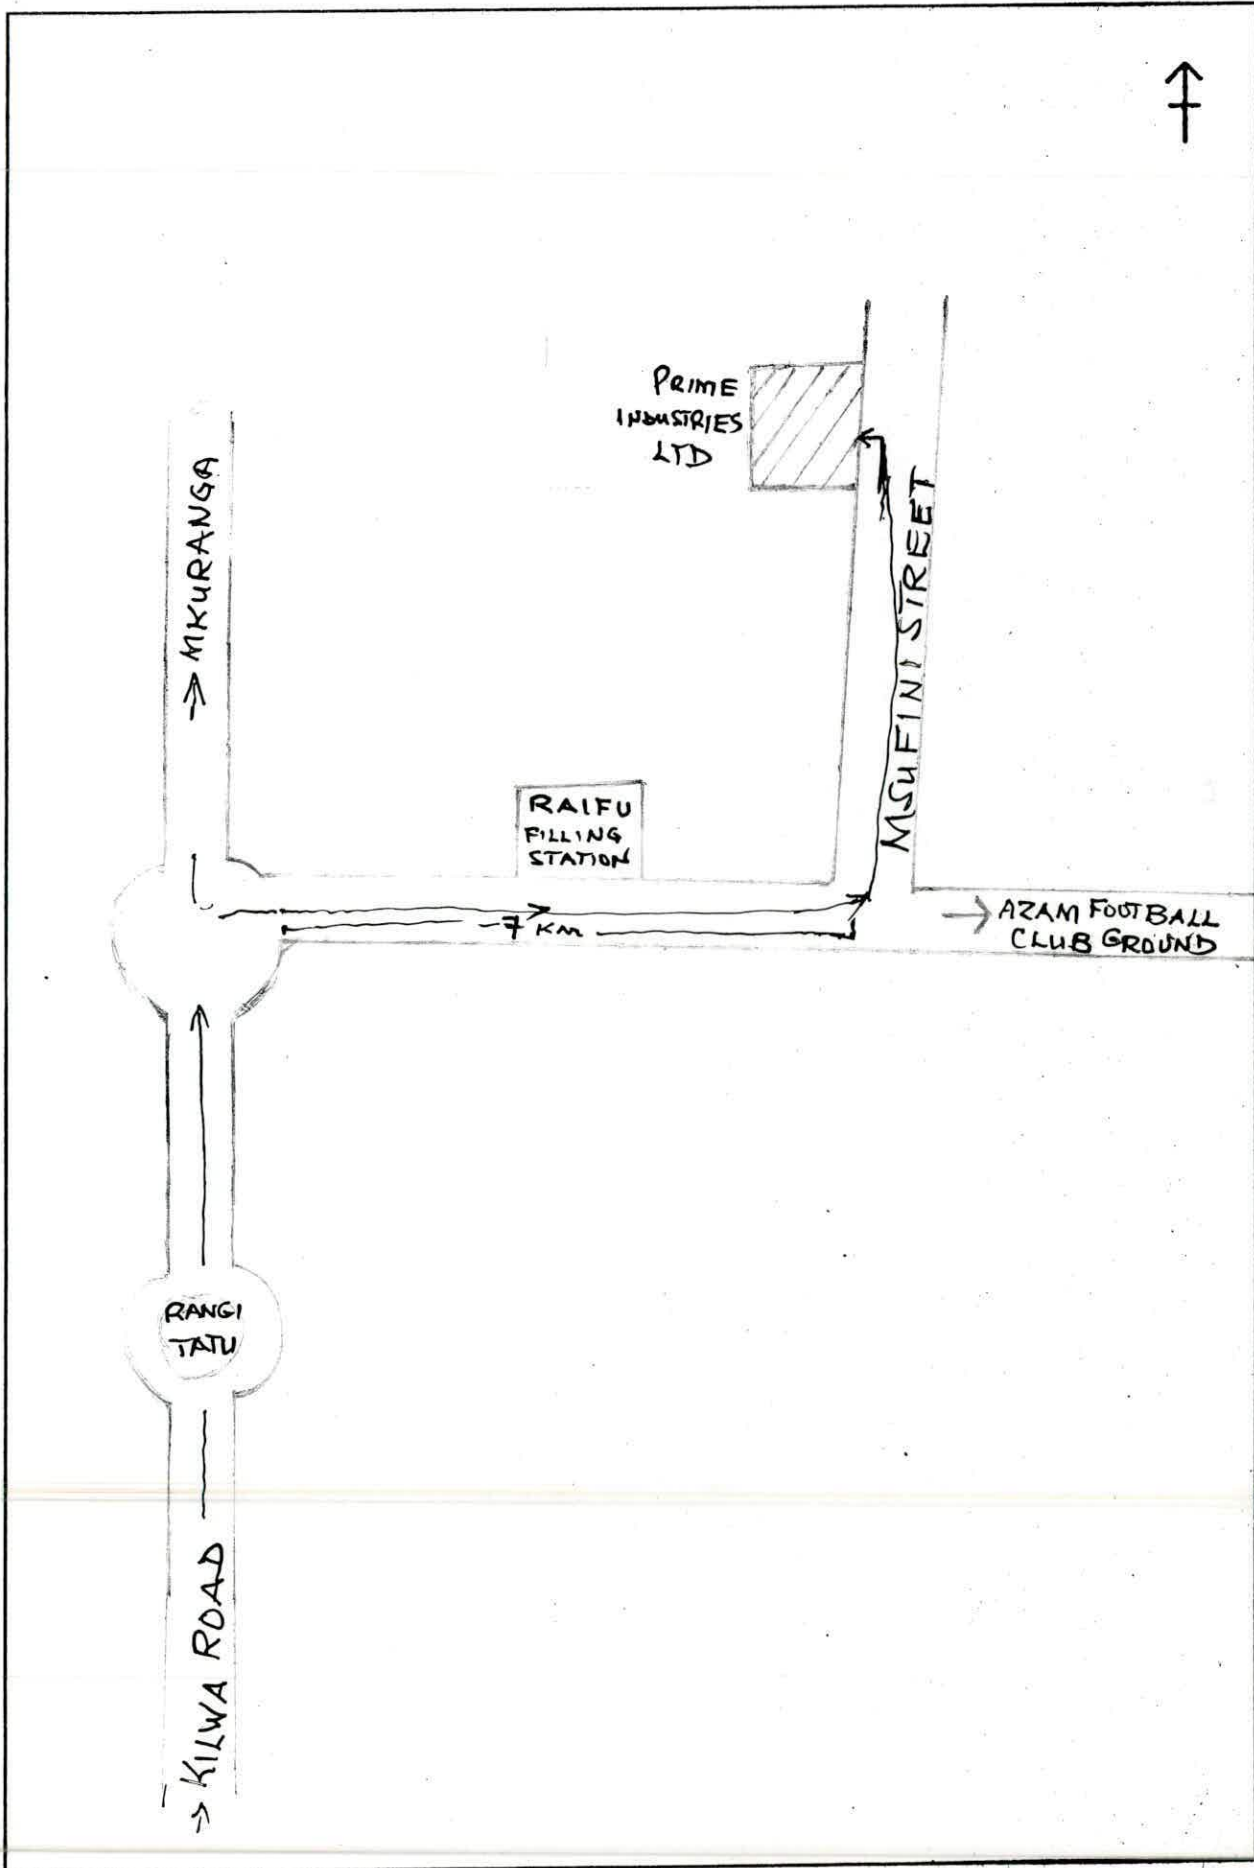 PRIME
INDUSTRIES
LTD
→ MKURANGA
MSUFINI STREET
RAIFU
FILLING
STATION
→ AZAM FOOTBALL
CLUB GROUND
7 KM
RANGI
TATU
→ KILWA ROAD